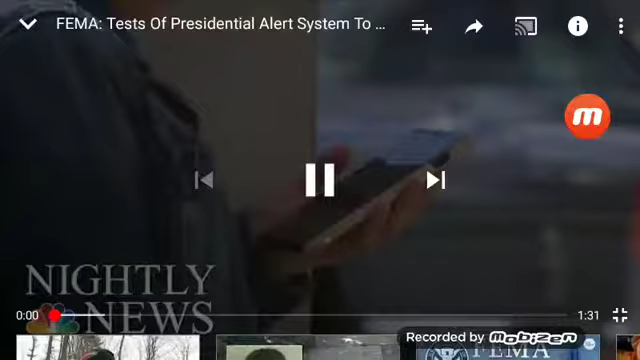 FEMA: Tests Of Presidential Alert System To ...
m
NIGHTLY
NEWS
0:00
1:31
Recorded by mobizen
FEMA